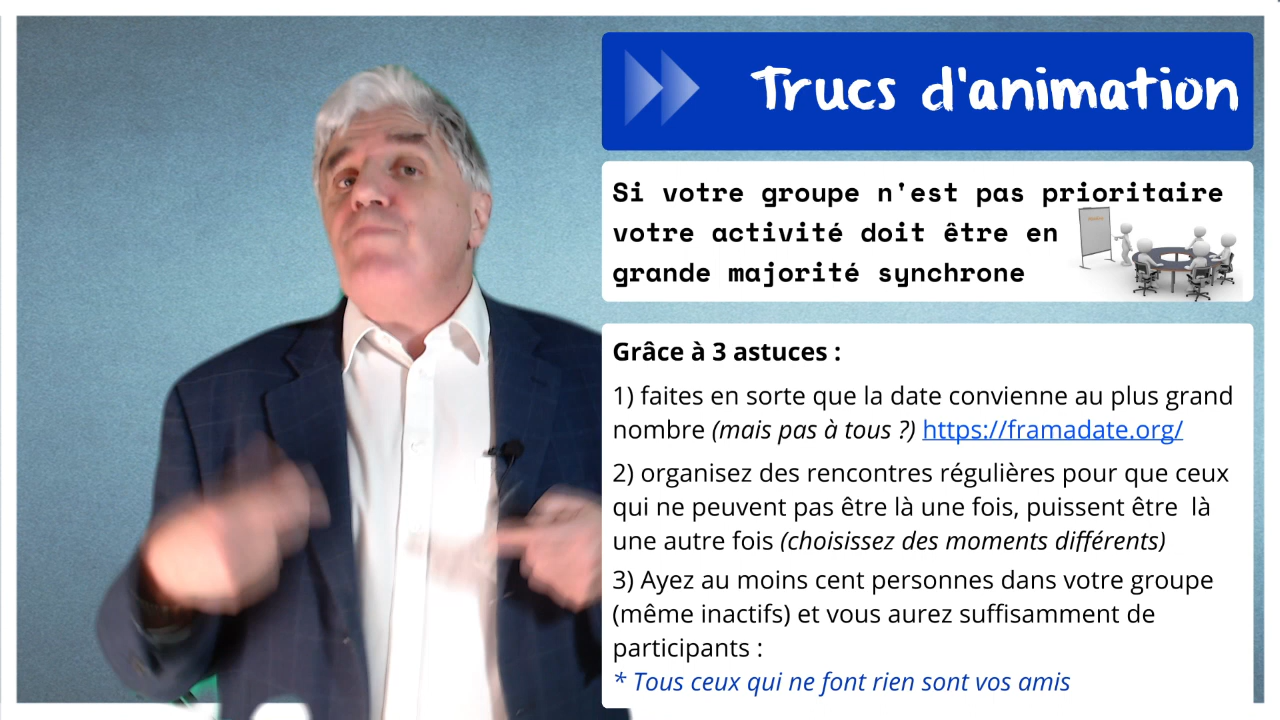 Trucs d'animation
Si votre groupe n'est pas prioritaire
votre activité doit être en
grande majorité synchrone
Grâce à 3 astuces :
1) faites en sorte que la date convienne au plus grand
nombre (mais pas à tous ?) https://framadate.org/
2) organisez des rencontres régulières pour que ceux
qui ne peuvent pas être là une fois, puissent être là
une autre fois (choisissez des moments différents)
3) Ayez au moins cent personnes dans votre groupe
(même inactifs) et vous aurez suffisamment de
participants :
* Tous ceux qui ne font rien sont vos amis